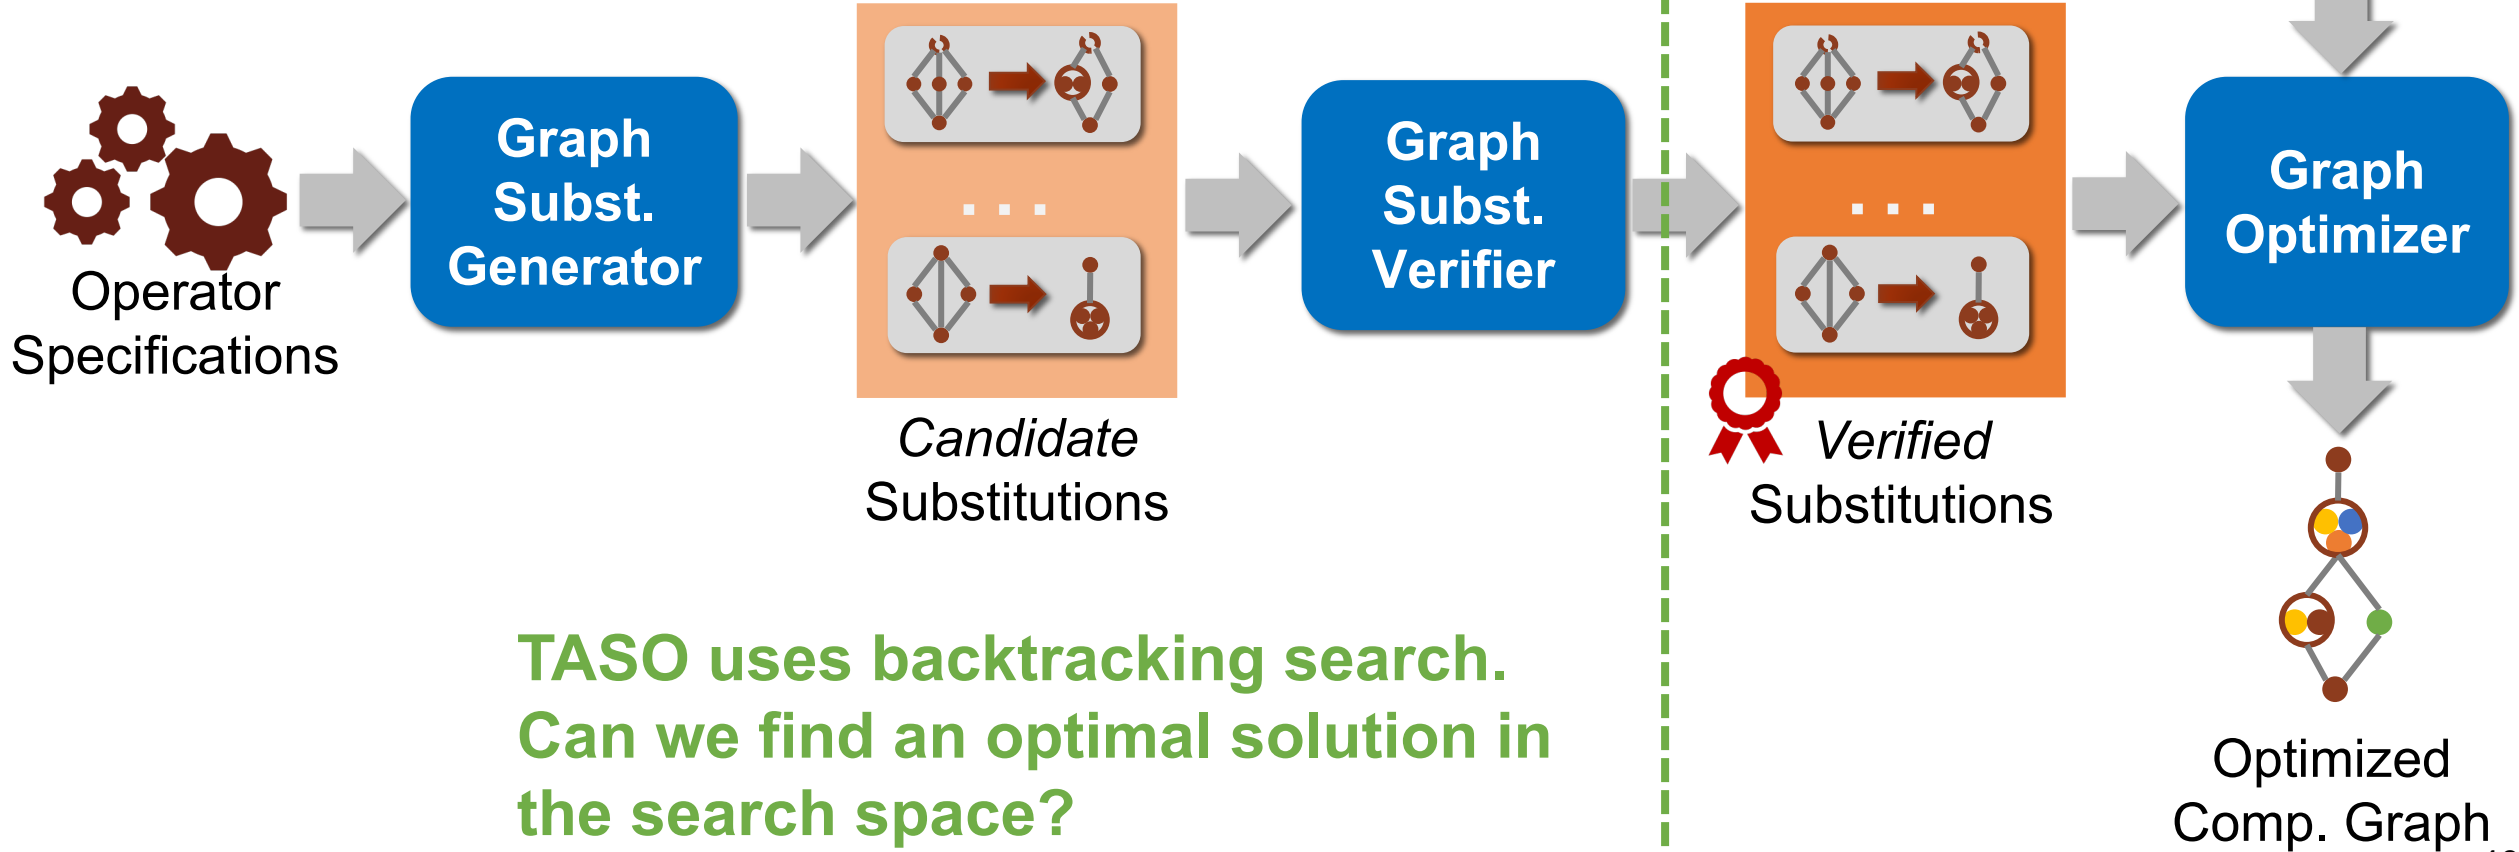 Operator
Specifications
Graph
Subst.
Generator
. . .
Candidate
Substitutions
Graph
Subst.
Verifier
. . .
Verified
Substitutions
Graph
Optimizer
Optimized
Comp. Graph
TASO uses backtracking search.
Can we find an optimal solution in
the search space?